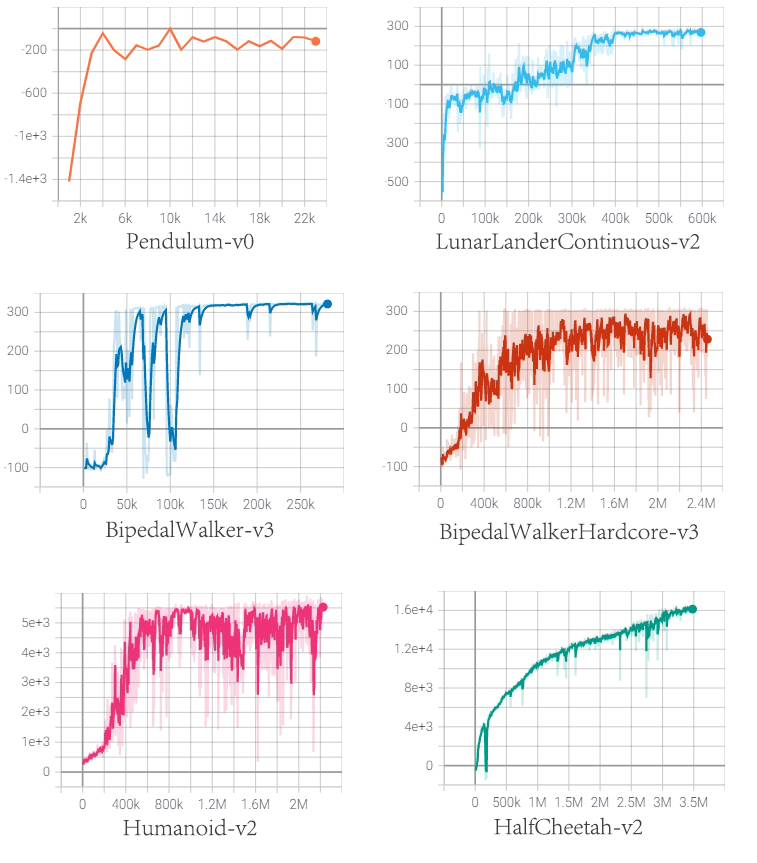 -200
-600
-1e+3
-1.4e+3
2k 6k 10k 14k 18k 22k
Pendulum-v0
300
100
-100
300
500
0 100k 200k 300k 400k 500k 600k
LunarLanderContinuous-v2
300
200
100
0
-100
0 50k 100k 150k 200k 250k
BipedalWalker-v3
300
200
100
0
-100
0 400k 800k 1.2M 1.6M 2M 2.4M
BipedalWalkerHardcore-v3
5e+3
4e+3
3e+3
2e+3
1e+3
0
0 400k 800k 1.2M 1.6M 2M
Humanoid-v2
1.6e+4
1.2e+4
8e+3
4e+3
0
0 500k 1M 1.5M 2M 2.5M 3M 3.5M
HalfCheetah-v2